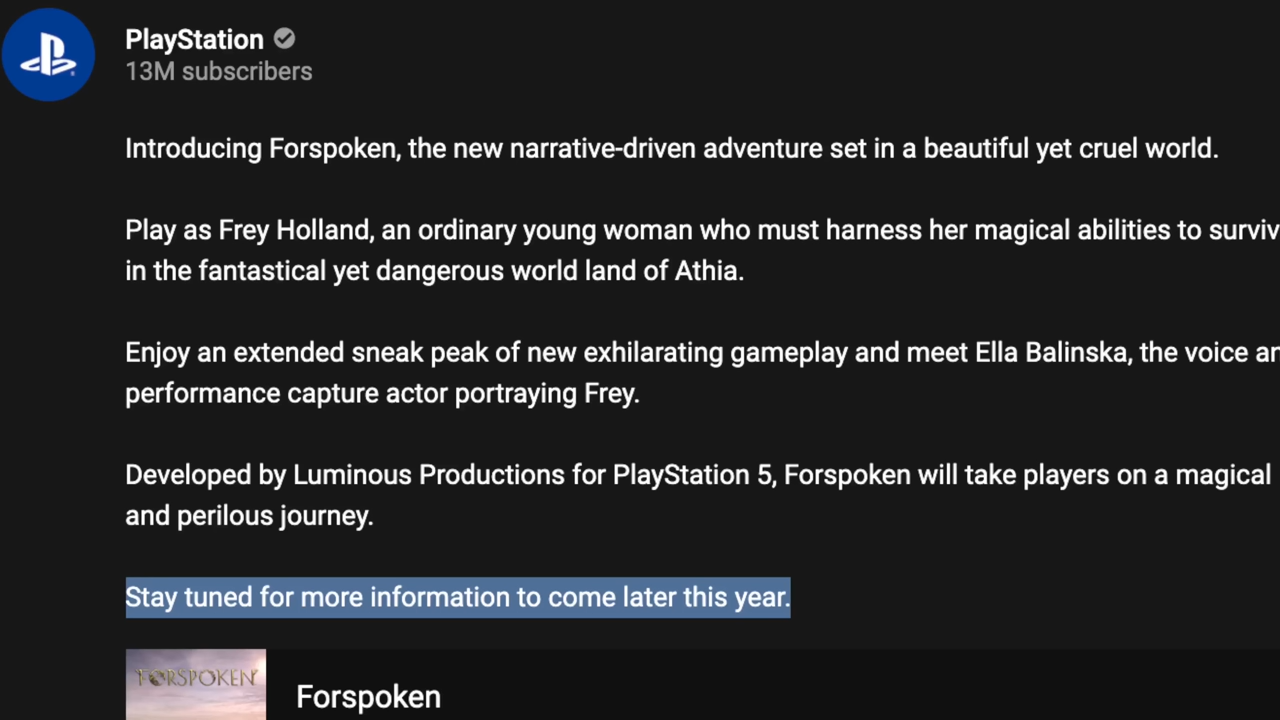 PlayStation
13M subscribers
Introducing Forspoken, the new narrative-driven adventure set in a beautiful yet cruel world.
Play as Frey Holland, an ordinary young woman who must harness her magical abilities to surviv
in the fantastical yet dangerous world land of Athia.
Enjoy an extended sneak peak of new exhilarating gameplay and meet Ella Balinska, the voice an
performance capture actor portraying Frey.
Developed by Luminous Productions for PlayStation 5, Forspoken will take players on a magical
and perilous journey.
Stay tuned for more information to come later this year.
FORSPOKEN
Forspoken